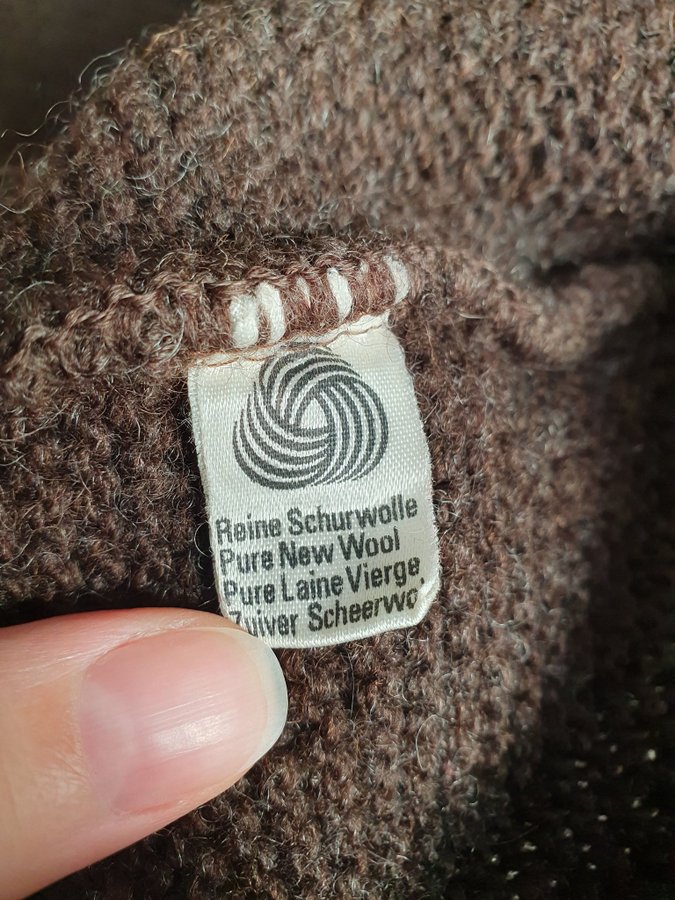 Reine Schurwolle
Pure New Wool
Pure Laine Vierge
Zuiver Scheerwo